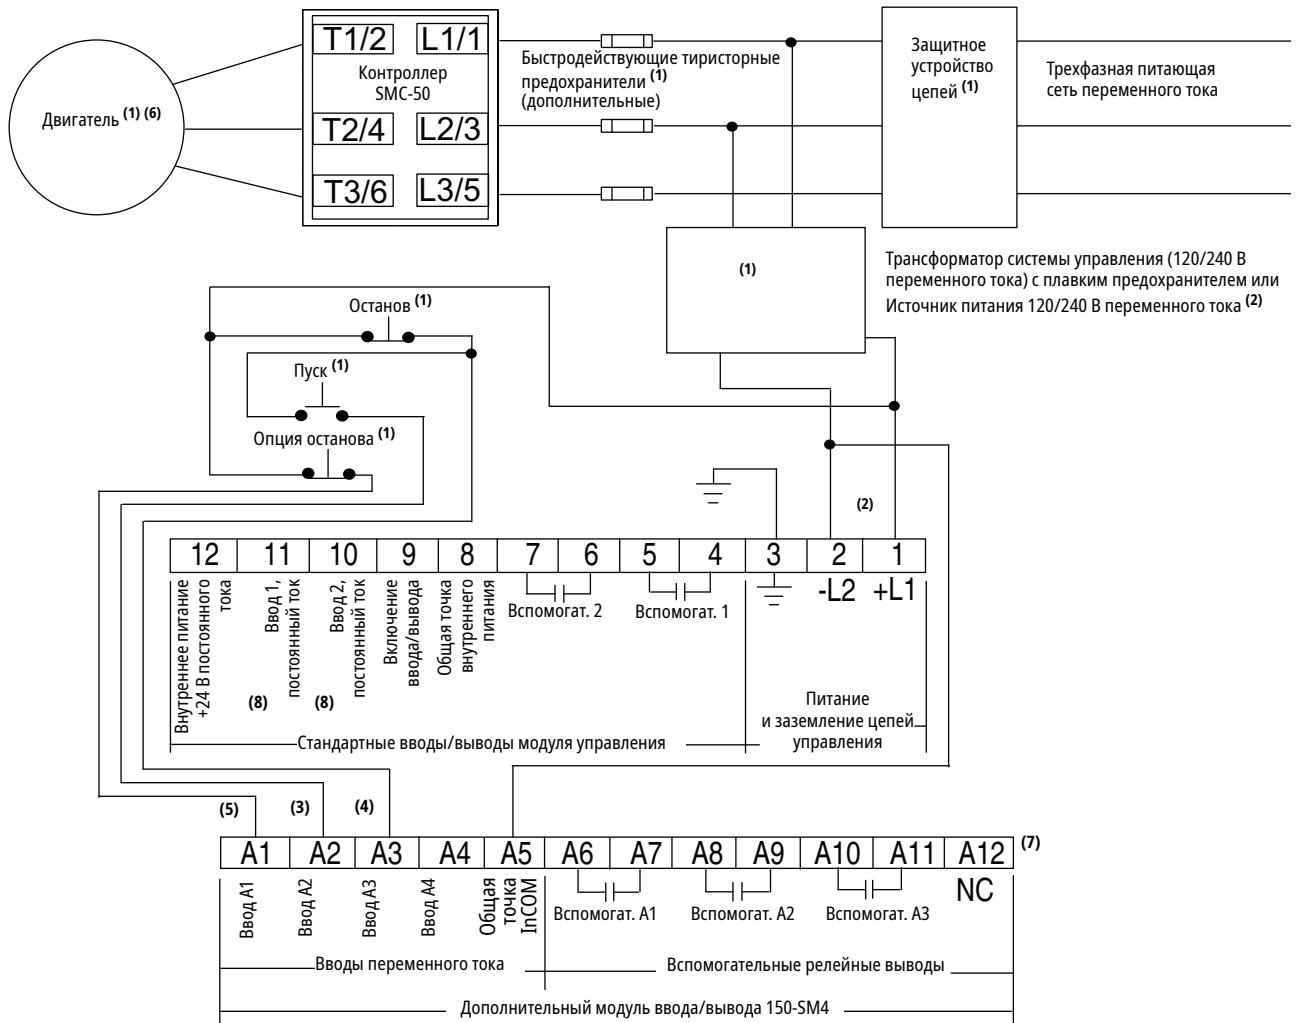 T1/2 L1/1
Контроллер
SMC-50
T2/4 L2/3
T3/6 L3/5
Двигатель (1) (6)
Быстродействующие тиристорные
предохранители (1)
(дополнительные)
Защитное
устройство
цепей (1)
Трехфазная питающая
сеть переменного тока
(1)
Трансформатор системы управления (120/240 В
переменного тока) с плавким предохранителем или
Источник питания 120/240 В переменного тока (2)
Останов (1)
Пуск (1)
Опция останова (1)
(2)
12 11 10 9 8 7 6 5 4 3 2 1
-L2 +L1
Внутреннее питание
+24 В постоянного
тока
Ввод 1,
постоянный ток
(8)
Ввод 2,
постоянный ток
(8)
Включение
ввода/вывода
Общая точка
внутреннего
питания
Вспомогат. 2
Вспомогат. 1
Стандартные вводы/выводы модуля управления
Питание
и заземление цепей
управления
(5) (3) (4)
A1 A2 A3 A4 A5 A6 A7 A8 A9 A10 A11 A12 (7)
Ввод A1
Ввод A2
Ввод A3
Ввод A4
Общая
точка
InCOM
Вспомогат. A1
Вспомогат. A2
Вспомогат. A3
NC
Вводы переменного тока
Вспомогательные релейные выводы
Дополнительный модуль ввода/вывода 150-SM4